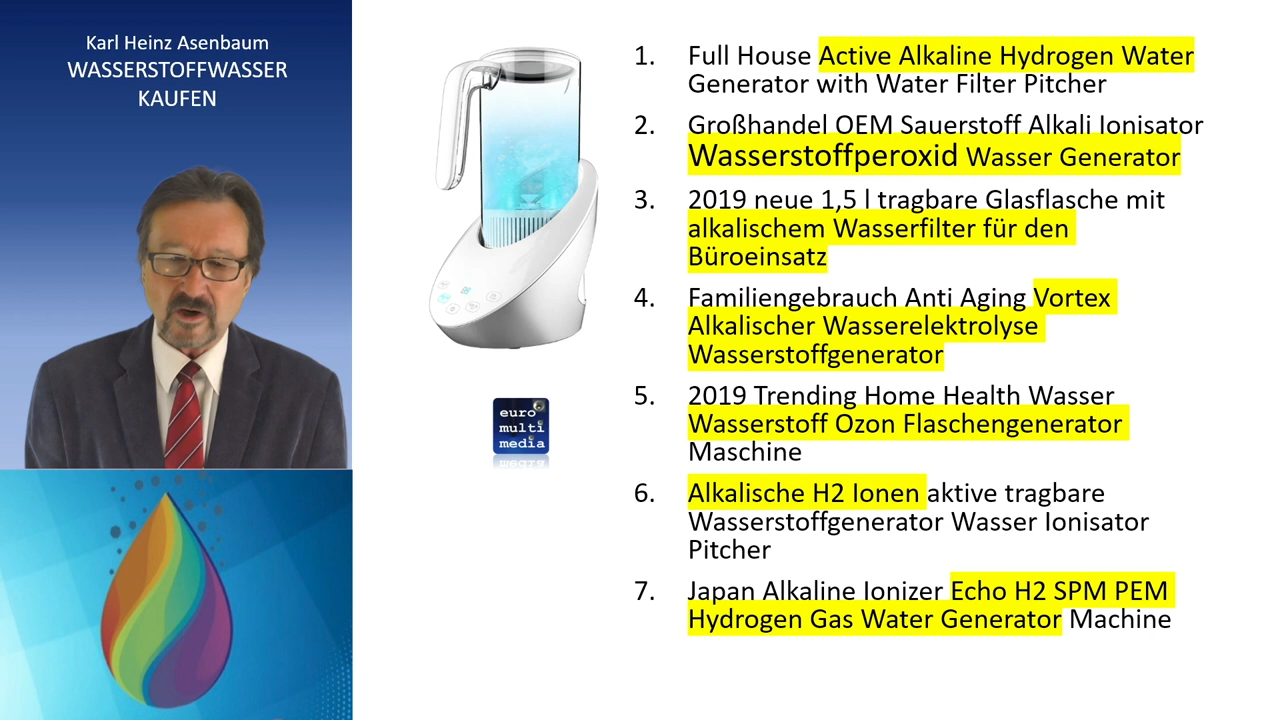 Karl Heinz Asenbaum
WASSERSTOFFWASSER
KAUFEN
euro
multi
media
1. Full House Active Alkaline Hydrogen Water
Generator with Water Filter Pitcher
2. Großhandel OEM Sauerstoff Alkali Ionisator
Wasserstoffperoxid Wasser Generator
3. 2019 neue 1,5 l tragbare Glasflasche mit
alkalischem Wasserfilter für den
Büroeinsatz
4. Familiengebrauch Anti Aging Vortex
Alkalischer Wasserelektrolyse
Wasserstoffgenerator
5. 2019 Trending Home Health Wasser
Wasserstoff Ozon Flaschengenerator
Maschine
6. Alkalische H2 Ionen aktive tragbare
Wasserstoffgenerator Wasser Ionisator
Pitcher
7. Japan Alkaline Ionizer Echo H2 SPM PEM
Hydrogen Gas Water Generator Machine